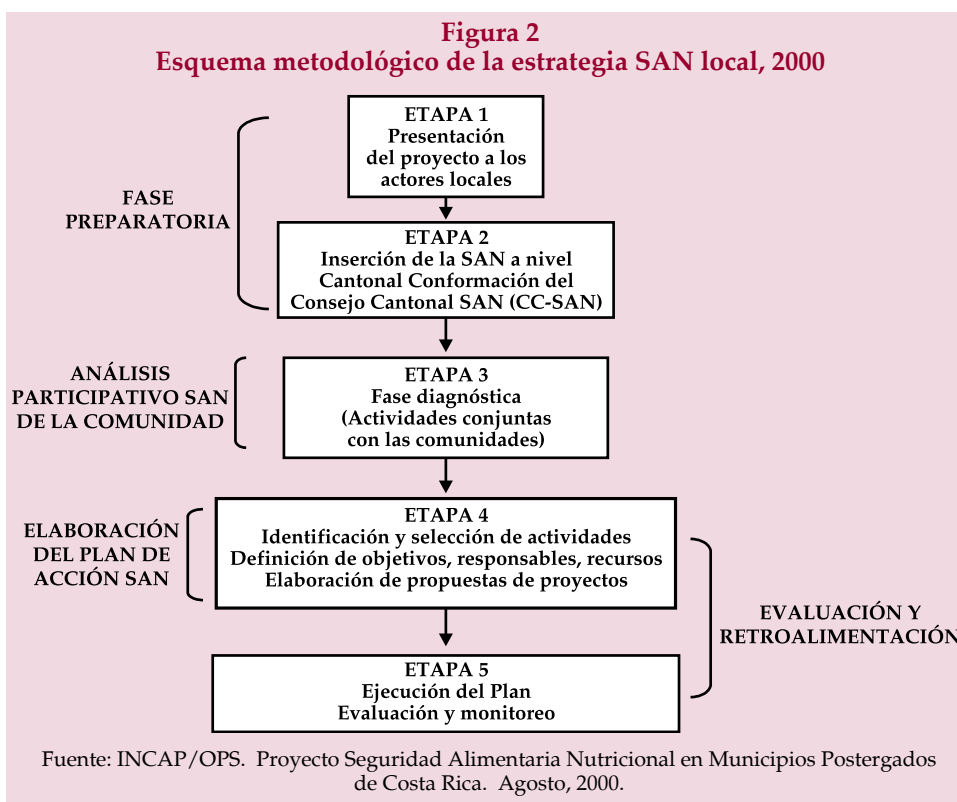 Figura 2
Esquema metodológico de la estrategia SAN local, 2000
ETAPA 1
Presentación
del proyecto a los
actores locales
FASE
PREPARATORIA
ETAPA 2
Inserción de la SAN a nivel
Cantonal Conformación del
Consejo Cantonal SAN (CC-SAN)
ANÁLISIS
PARTICIPATIVO SAN
DE LA COMUNIDAD
ETAPA 3
Fase diagnóstica
(Actividades conjuntas
con las comunidades)
ELABORACIÓN
DEL PLAN DE
ACCIÓN SAN
ETAPA 4
Identificación y selección de actividades
Definición de objetivos, responsables, recursos
Elaboración de propuestas de proyectos
EVALUACIÓN Y
RETROALIMENTACIÓN
ETAPA 5
Ejecución del Plan
Evaluación y monitoreo
Fuente: INCAP/OPS. Proyecto Seguridad Alimentaria Nutricional en Municipios Postergados
de Costa Rica. Agosto, 2000.